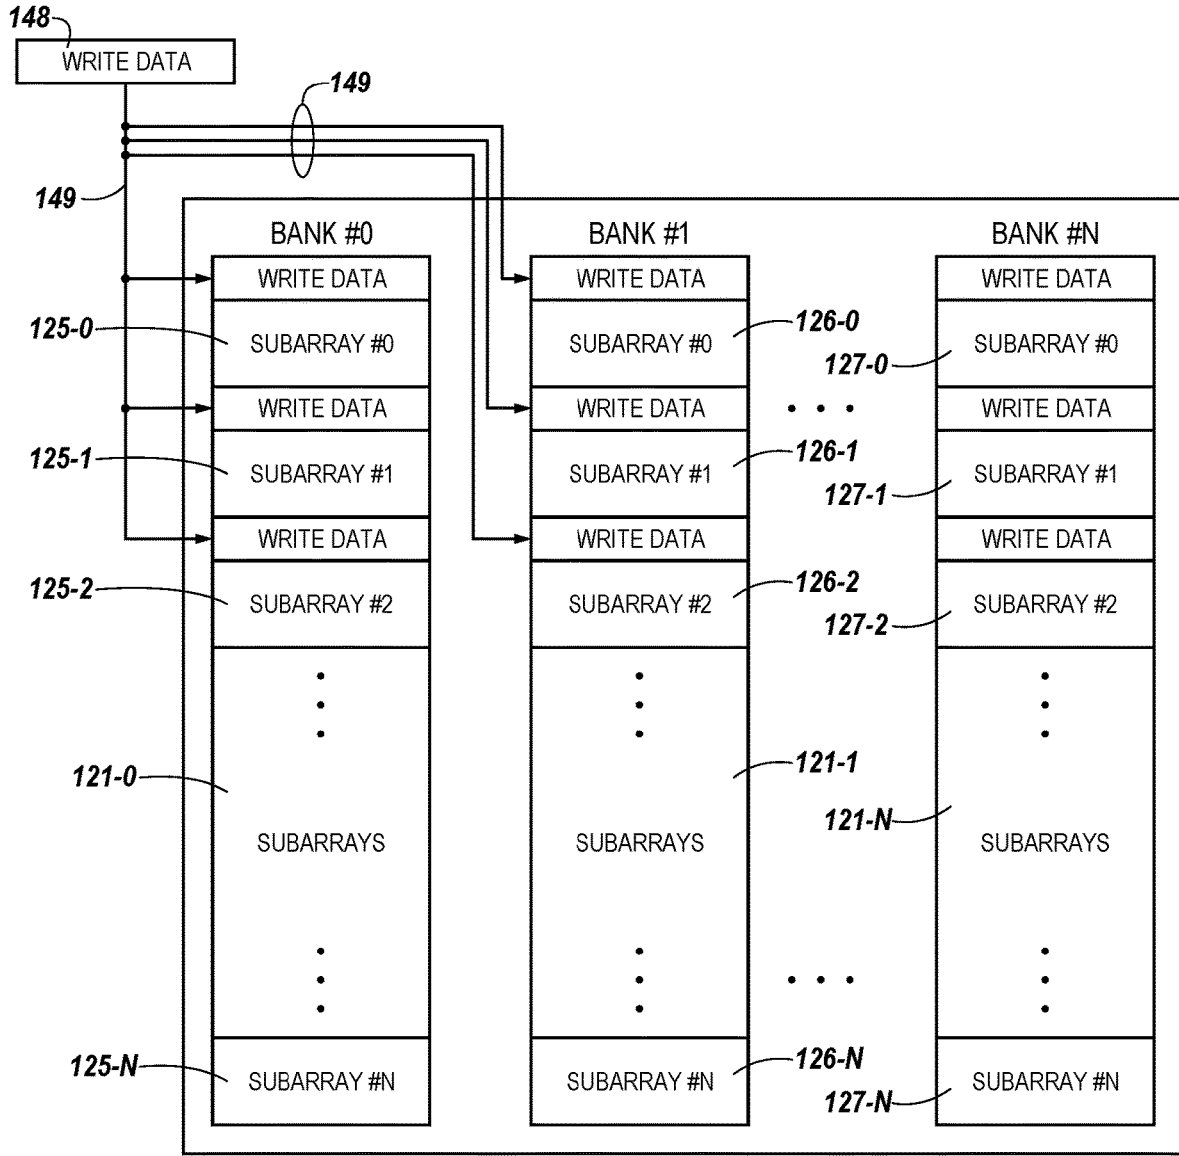 148
WRITE DATA
149
149
BANK #0
BANK #1
BANK #N
WRITE DATA
WRITE DATA
WRITE DATA
125-0
SUBARRAY #0
SUBARRAY #0
126-0
127-0
SUBARRAY #0
WRITE DATA
WRITE DATA
WRITE DATA
125-1
SUBARRAY #1
SUBARRAY #1
126-1
127-1
SUBARRAY #1
WRITE DATA
WRITE DATA
WRITE DATA
125-2
SUBARRAY #2
SUBARRAY #2
126-2
127-2
SUBARRAY #2
121-0
121-1
121-N
SUBARRAYS
SUBARRAYS
SUBARRAYS
125-N
SUBARRAY #N
SUBARRAY #N
126-N
127-N
SUBARRAY #N